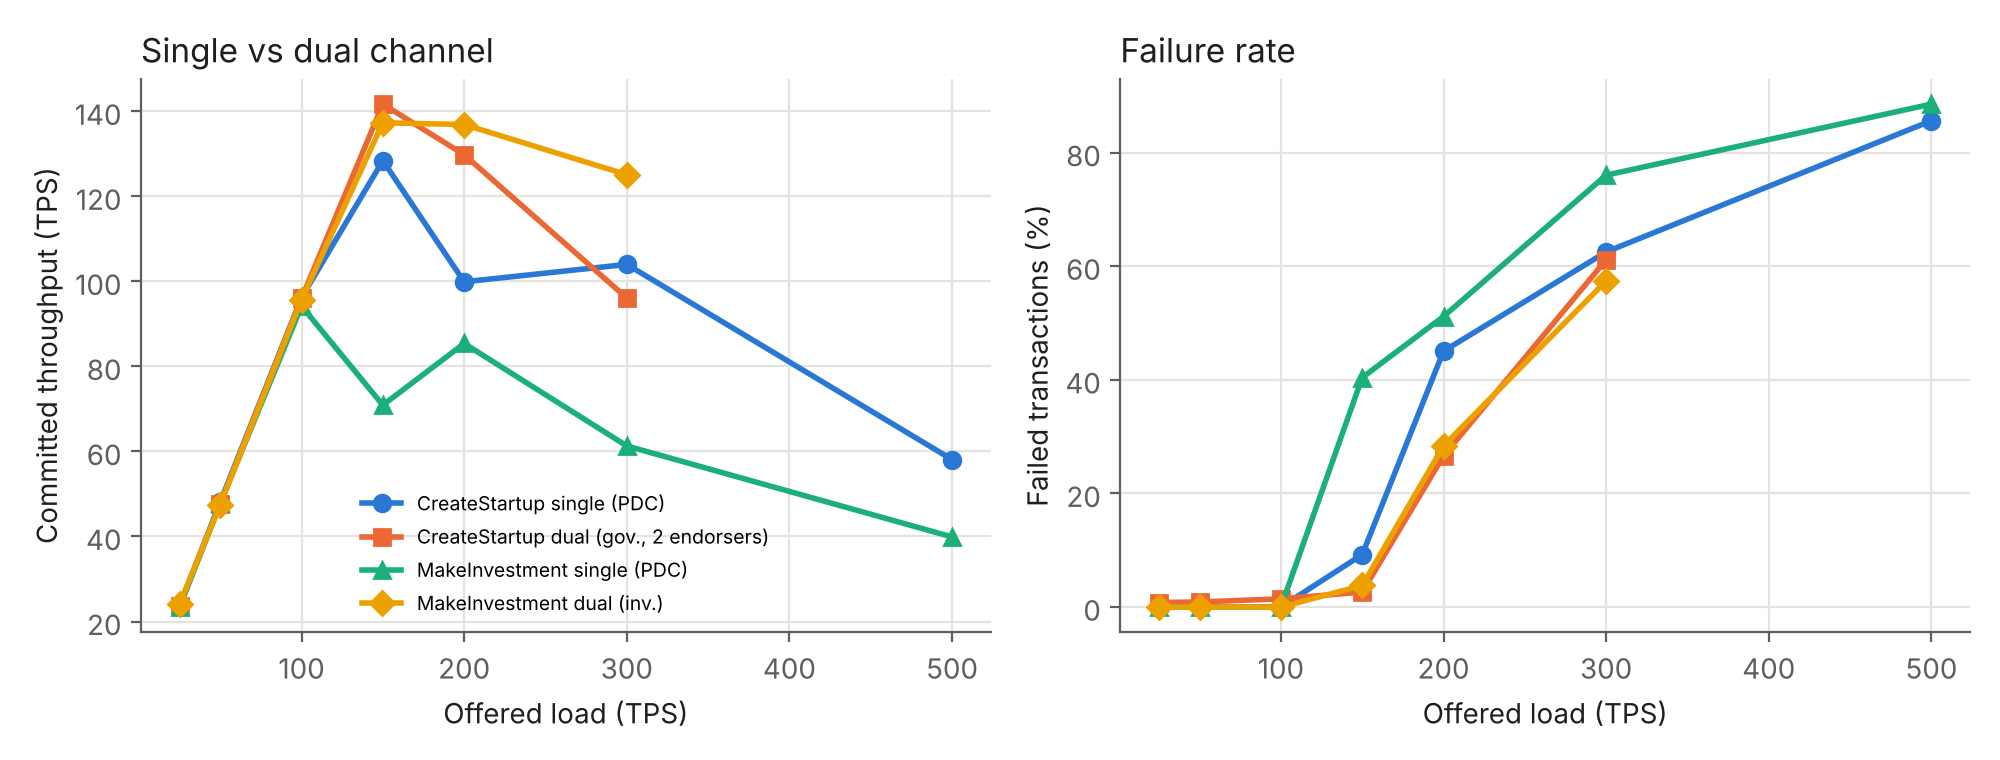 Single vs dual channel
Committed throughput (TPS)
140
120
100
80
60
40
20
CreateStartup single (PDC)
CreateStartup dual (gov., 2 endorsers)
MakeInvestment single (PDC)
MakeInvestment dual (inv.)
100 200 300 400 500
Offered load (TPS)
Failure rate
Failed transactions (%)
80
60
40
20
0
100 200 300 400 500
Offered load (TPS)